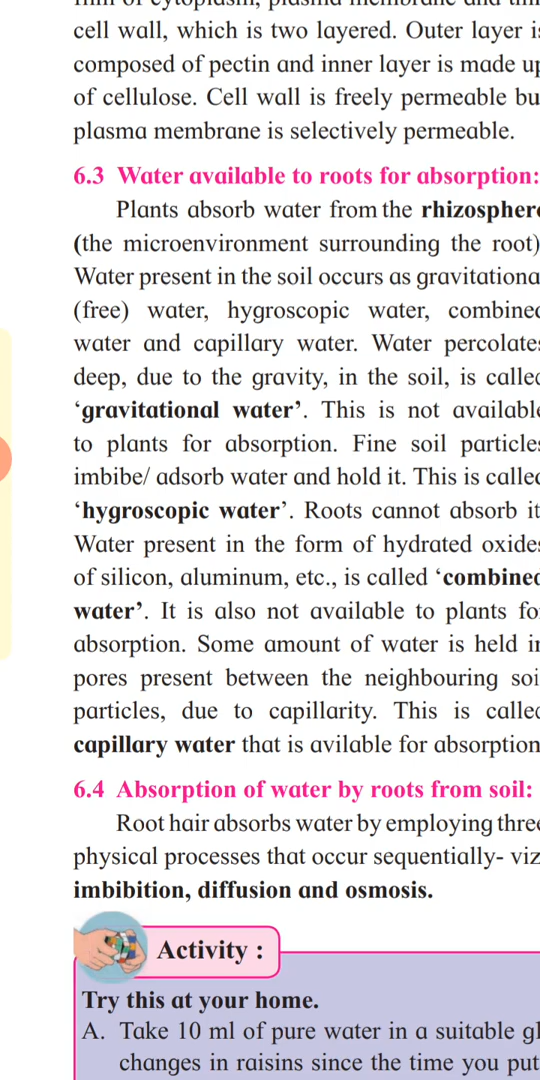 cell wall, which is two layered. Outer layer is
composed of pectin and inner layer is made up
of cellulose. Cell wall is freely permeable bu
plasma membrane is selectively permeable.
6.3 Water available to roots for absorption:
Plants absorb water from the rhizosphere
(the microenvironment surrounding the root)
Water present in the soil occurs as gravitationa
(free) water, hygroscopic water, combined
water and capillary water. Water percolates
deep, due to the gravity, in the soil, is called
‘gravitational water’. This is not available
to plants for absorption. Fine soil particles
imbibe/ adsorb water and hold it. This is called
‘hygroscopic water’. Roots cannot absorb it
Water present in the form of hydrated oxides
of silicon, aluminum, etc., is called ‘combined
water’. It is also not available to plants fo
absorption. Some amount of water is held in
pores present between the neighbouring soi
particles, due to capillarity. This is called
capillary water that is avilable for absorption
6.4 Absorption of water by roots from soil:
Root hair absorbs water by employing three
physical processes that occur sequentially- viz
imbibition, diffusion and osmosis.
Activity :
Try this at your home.
A. Take 10 ml of pure water in a suitable gl
changes in raisins since the time you put